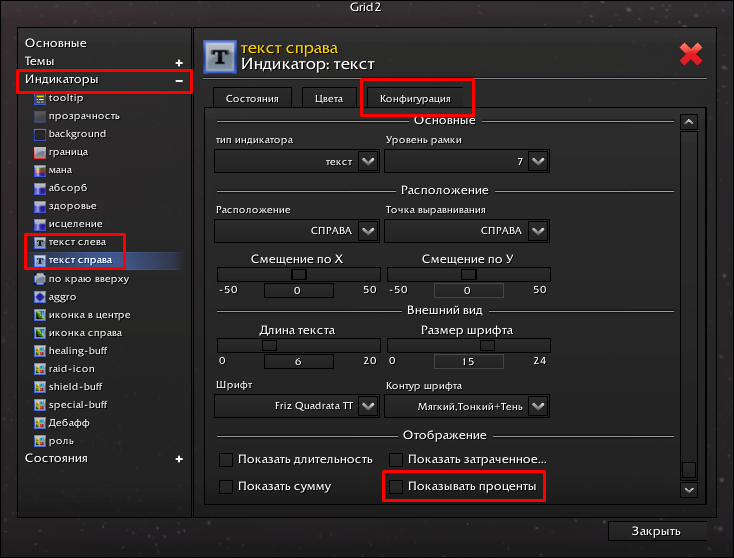 Grid2
Основные
Темы +
Индикаторы −
tooltip
прозрачность
background
граница
мана
абсорб
здоровье
исцеление
T текст слева
T текст справа
по краю вверху
aggro
иконка в центре
иконка справа
healing-buff
raid-icon
shield-buff
special-buff
Дебафф
роль
Состояния +
T текст справа
Индикатор: текст
Состояния Цвета Конфигурация
Основные
тип индикатора Уровень рамки
текст 7
Расположение
Расположение Точка выравнивания
СПРАВА СПРАВА
Смещение по X Смещение по У
-50 0 50 -50 0 50
Внешний вид
Длина текста Размер шрифта
0 6 20 0 15 24
Шрифт Контур шрифта
Friz Quadrata TT Мягкий,Тонкий+Тень
Отображение
Показать длительность Показать затраченное...
Показать сумму Показывать проценты
Закрыть